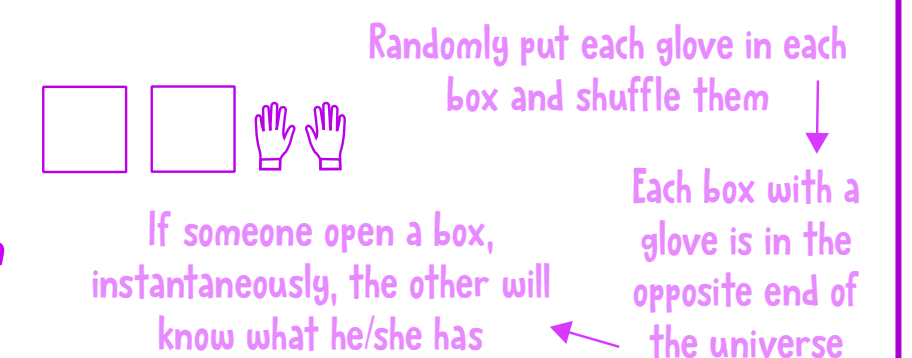 Randomly put each glove in each
box and shuffle them
Each box with a
glove is in the
opposite end of
the universe
If someone open a box,
instantaneously, the other will
know what he/she has